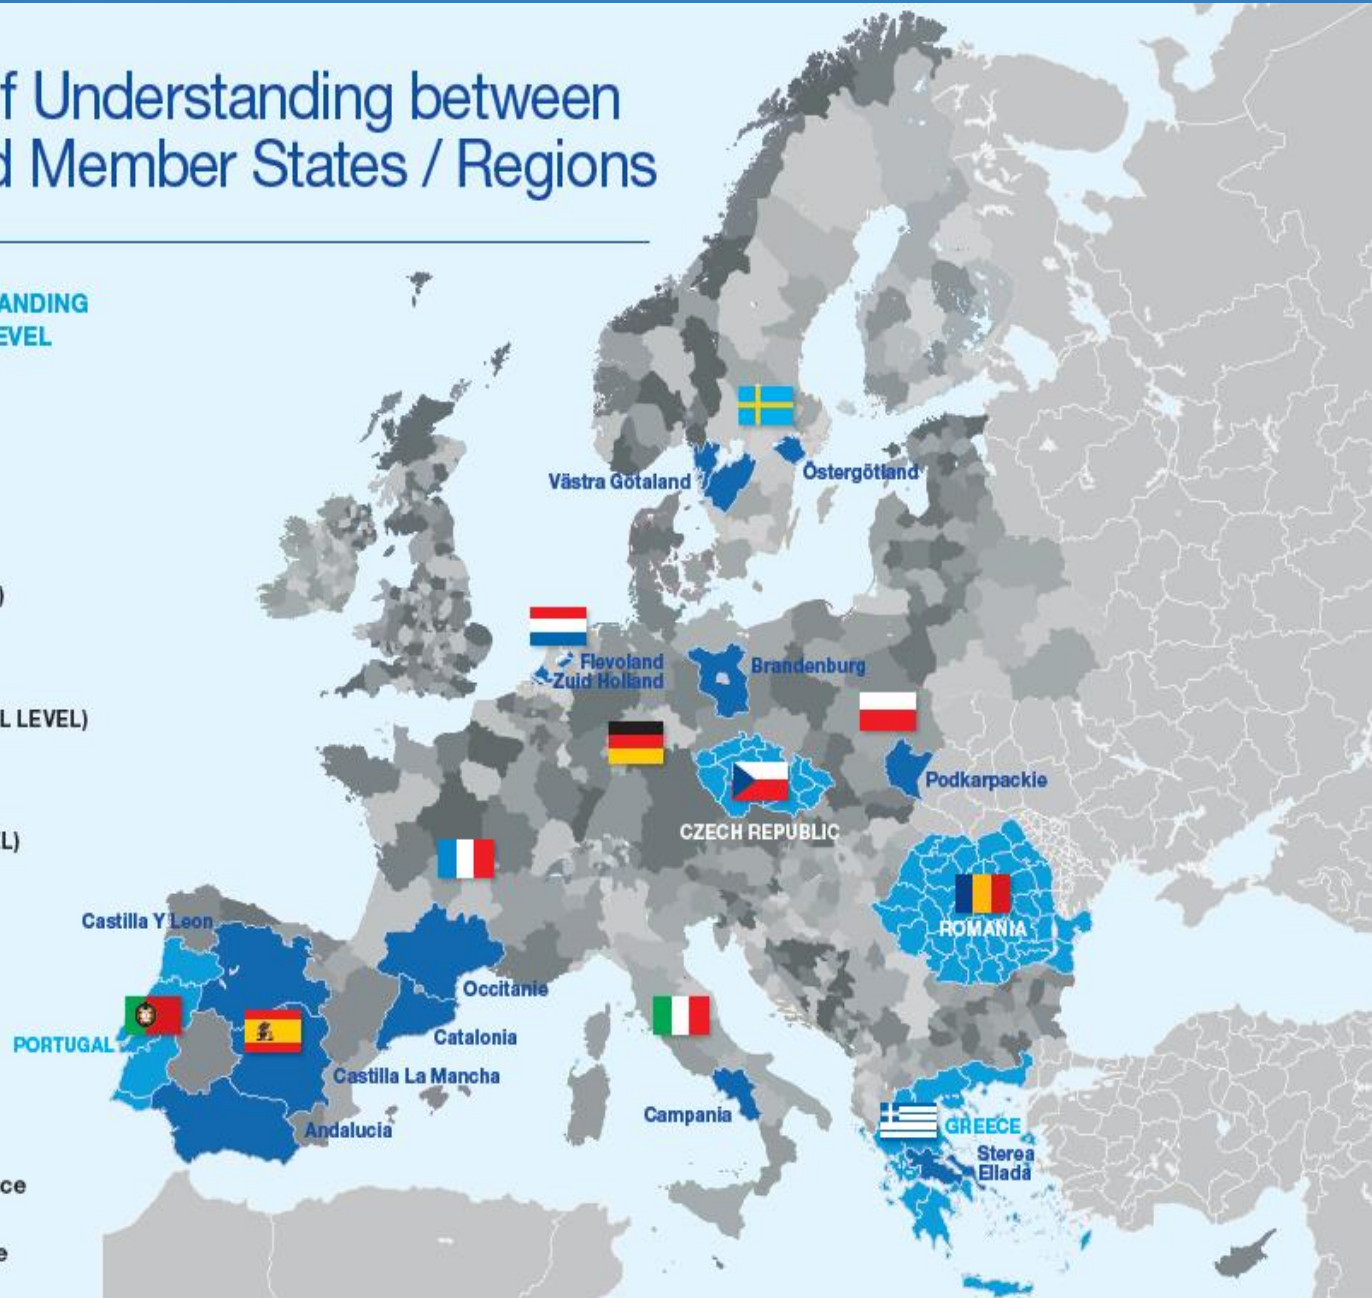 f Understanding between
d Member States / Regions
ANDING
EVEL
)
L LEVEL)
L)
ce
e
Västra Götaland
Östergötland
Flevoland
Zuid Holland
Brandenburg
Podkarpackie
CZECH REPUBLIC
ROMANIA
Castilla Y Leon
Occitanie
PORTUGAL
Catalonia
Castilla La Mancha
Andalucia
Campania
GREECE
Sterea
Ellada